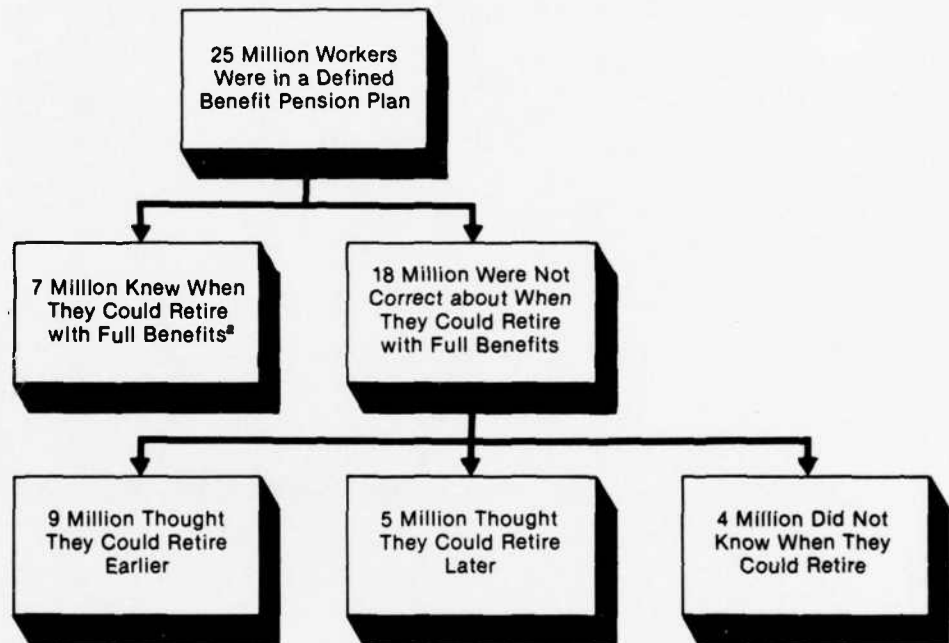 25 Million Workers
Were in a Defined
Benefit Pension Plan
7 Million Knew When
They Could Retire
with Full Benefitsª
18 Million Were Not
Correct about When
They Could Retire
with Full Benefits
9 Million Thought
They Could Retire
Earlier
5 Million Thought
They Could Retire
Later
4 Million Did Not
Know When They
Could Retire